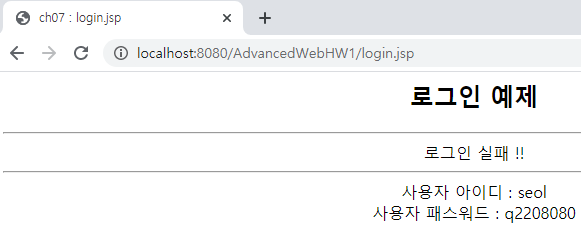 ch07 : login.jsp
localhost:8080/AdvancedWebHW1/login.jsp
로그인 예제
로그인 실패 !!
사용자 아이디 : seol
사용자 패스워드 : q2208080